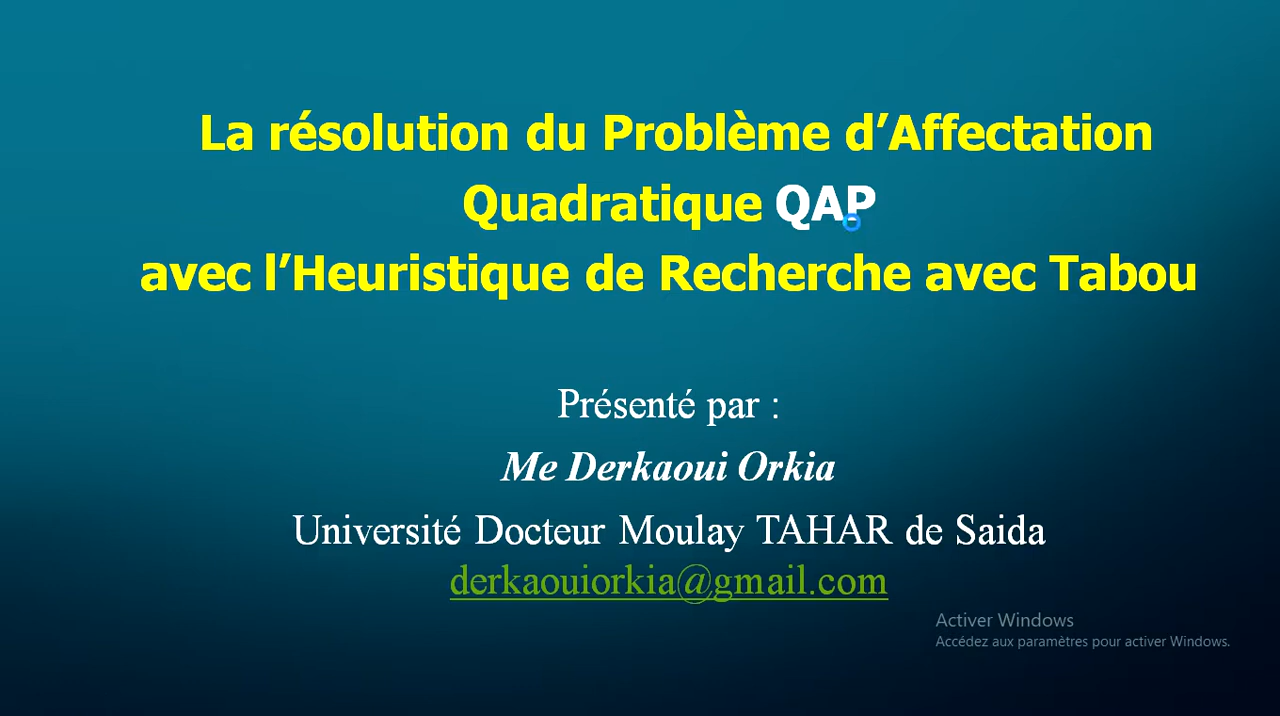 La résolution du Problème d’Affectation
Quadratique QAP
avec l’Heuristique de Recherche avec Tabou
Présenté par :
Me Derkaoui Orkia
Université Docteur Moulay TAHAR de Saida
derkaouiorkia@gmail.com
Activer Windows
Accédez aux paramètres pour activer Windows.